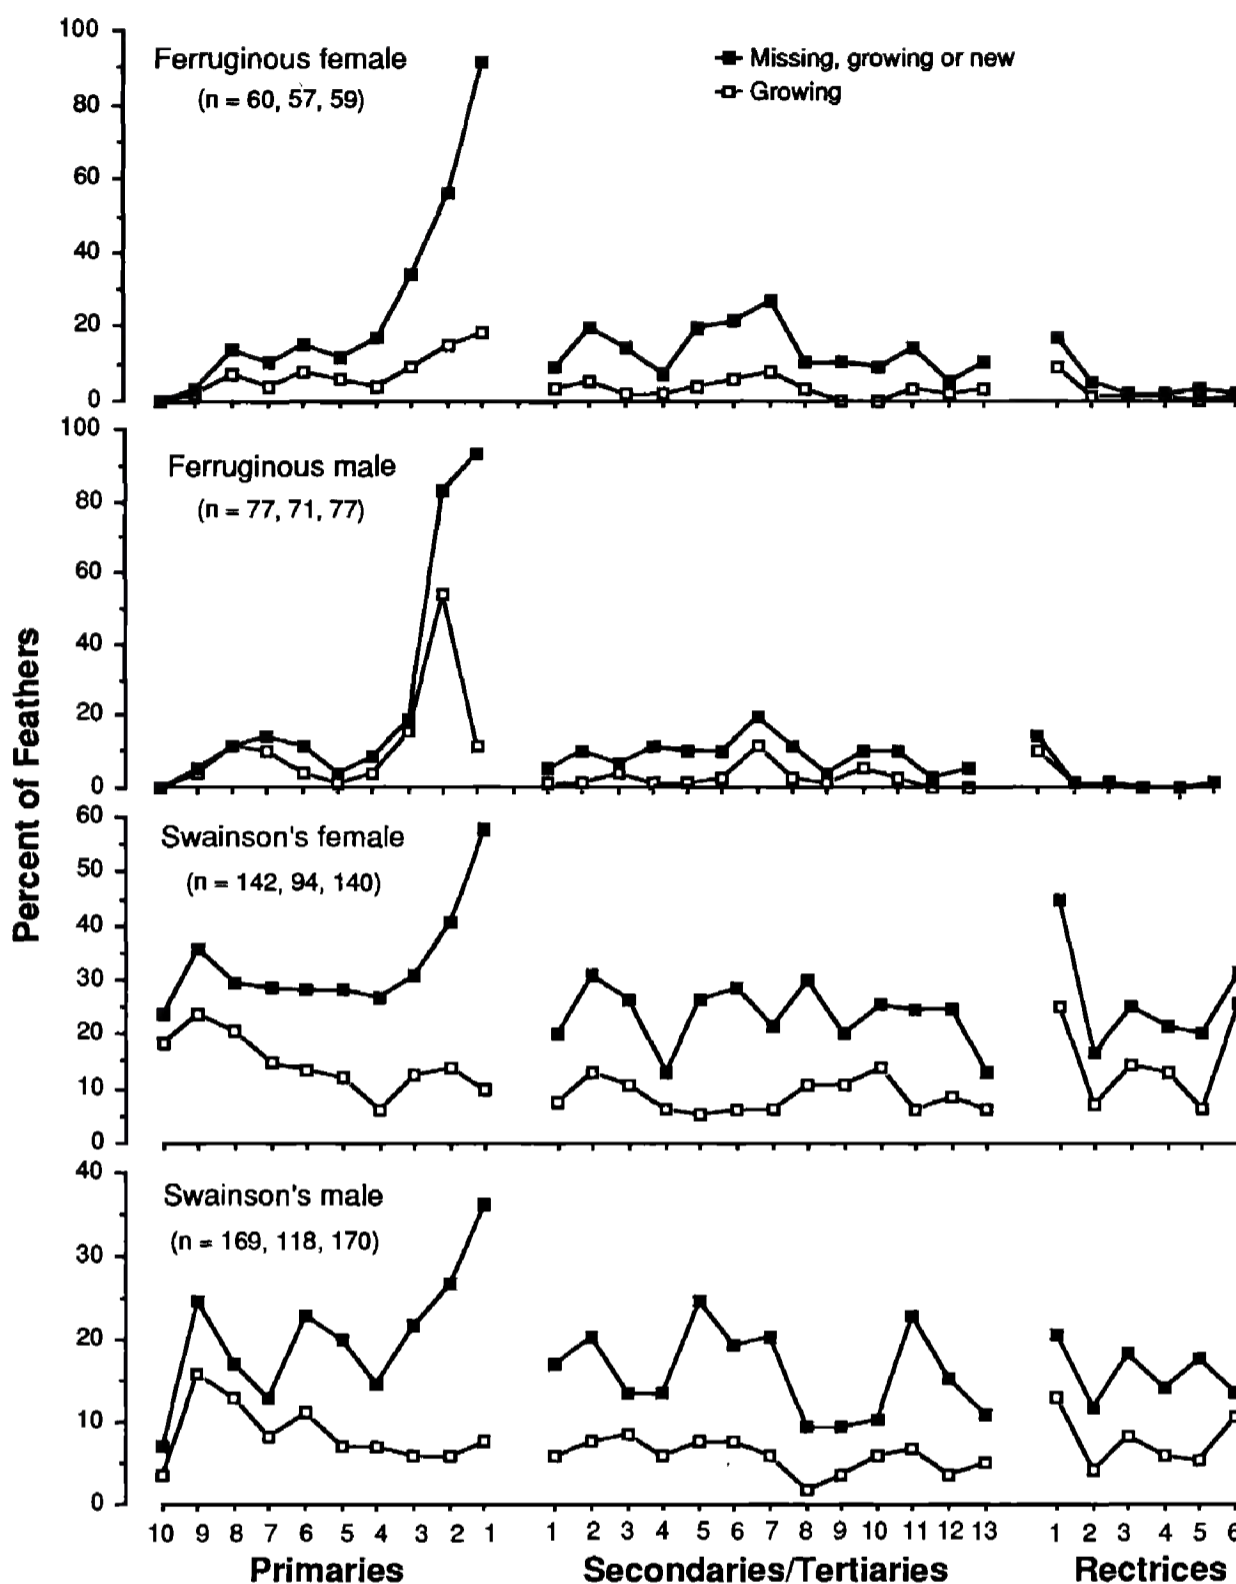 Percent of Feathers
100
80
60
40
20
0
Ferruginous female
(n = 60, 57, 59)
Missing, growing or new
Growing
100
80
60
40
20
0
Ferruginous male
(n = 77, 71, 77)
60
50
40
30
20
10
0
Swainson's female
(n = 142, 94, 140)
40
30
20
10
0
Swainson's male
(n = 169, 118, 170)
10 9 8 7 6 5 4 3 2 1 1 2 3 4 5 6 7 8 9 10 11 12 13 1 2 3 4 5 6
Primaries Secondaries/Tertiaries Rectrices